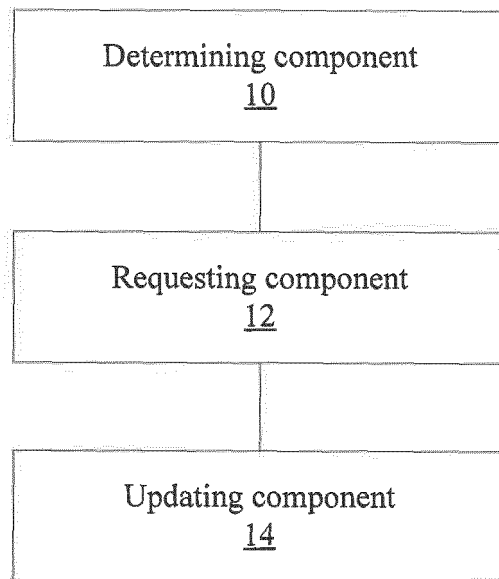 Determining component
10
Requesting component
12
Updating component
14